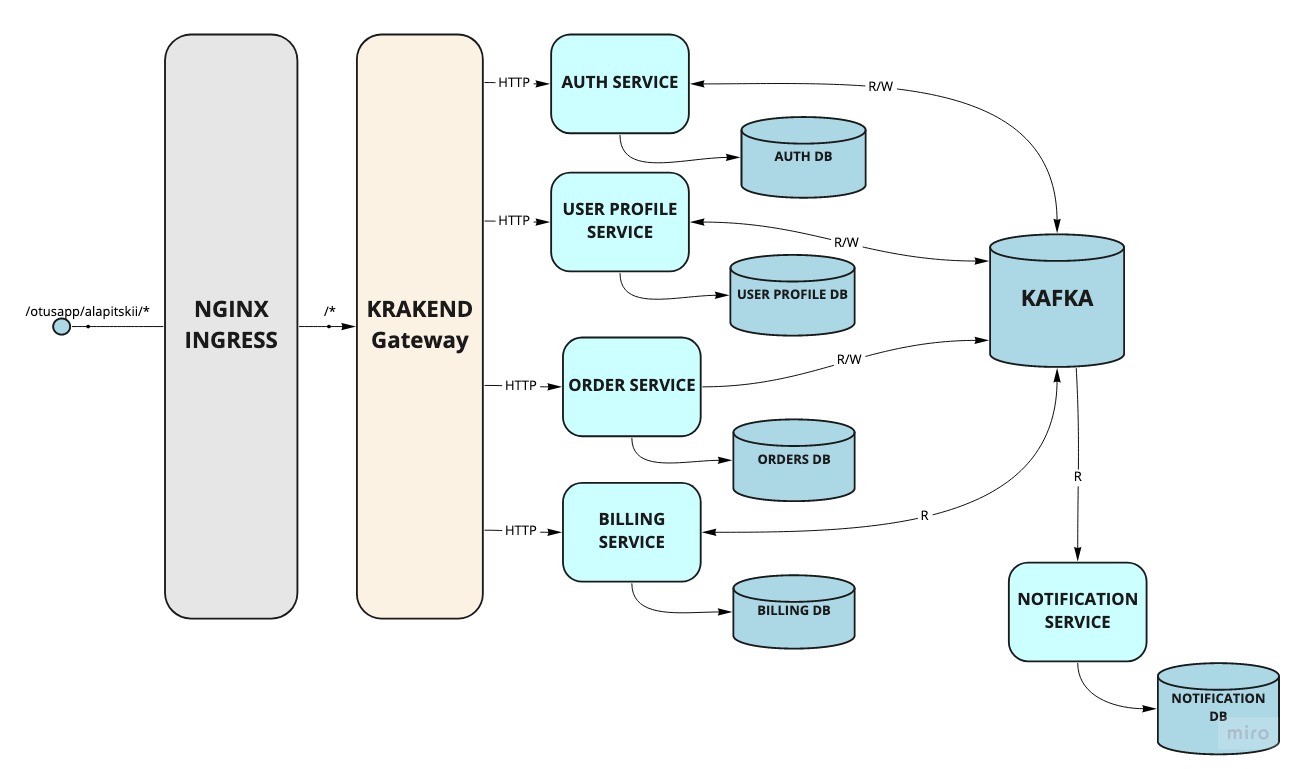 /otusapp/alapitskii/*
NGINX
INGRESS
/*
KRAKEND
Gateway
HTTP
AUTH SERVICE
R/W
AUTH DB
HTTP
USER PROFILE
SERVICE
R/W
USER PROFILE DB
KAFKA
HTTP
ORDER SERVICE
R/W
ORDERS DB
HTTP
BILLING
SERVICE
R
BILLING DB
R
NOTIFICATION
SERVICE
NOTIFICATION
DB
miro